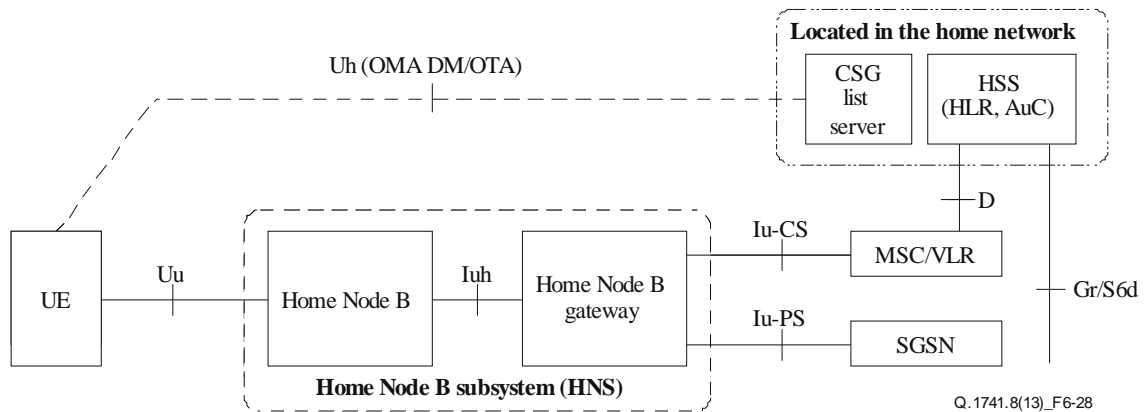 Located in the home network
Uh (OMA DM/OTA)
CSG
list
server
HSS
(HLR, AuC)
D
Iu-CS
MSC/VLR
UE
Uu
Home Node B
Iuh
Home Node B
gateway
Gr/S6d
Iu-PS
SGSN
Home Node B subsystem (HNS)
Q.1741.8(13)_F6-28